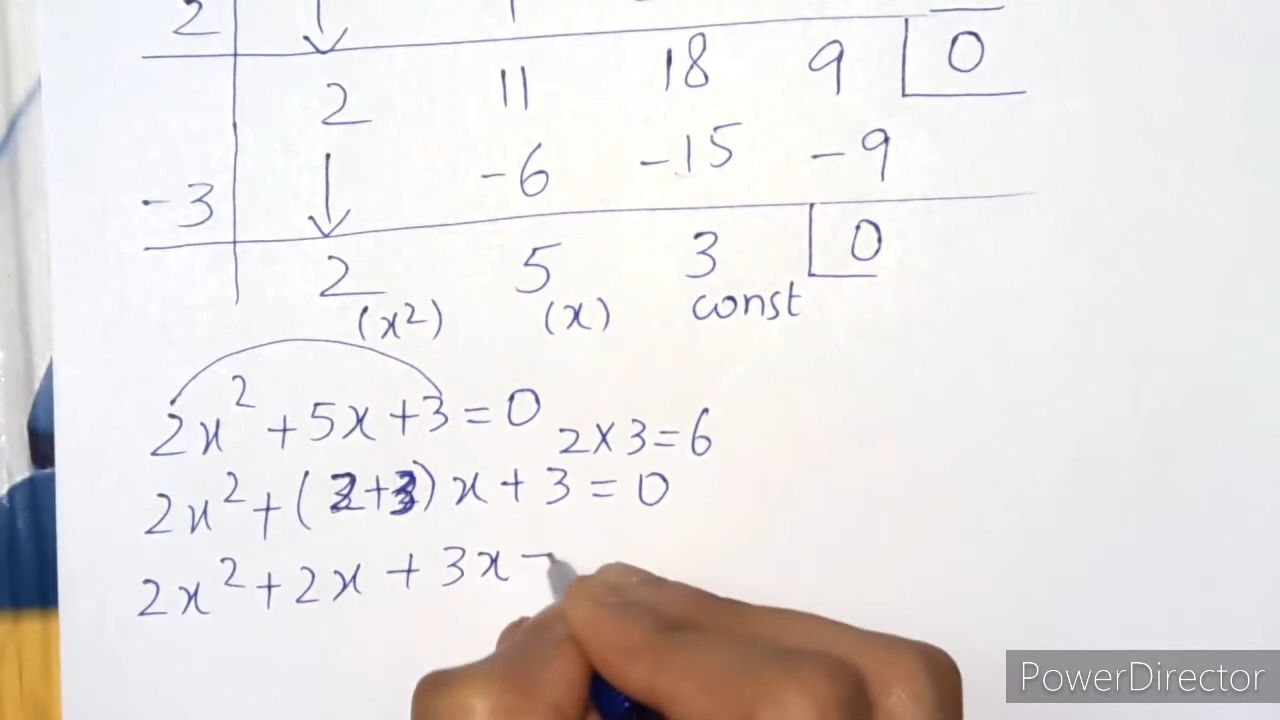 2
2 11 18 9 0
-6 -15 -9
-3
2 5 3 0
(x²) (x) const
2x² + 5x + 3 = 0 2 x 3 = 6
2x² + (2+3) x + 3 = 0
2x² + 2x + 3x
PowerDirector